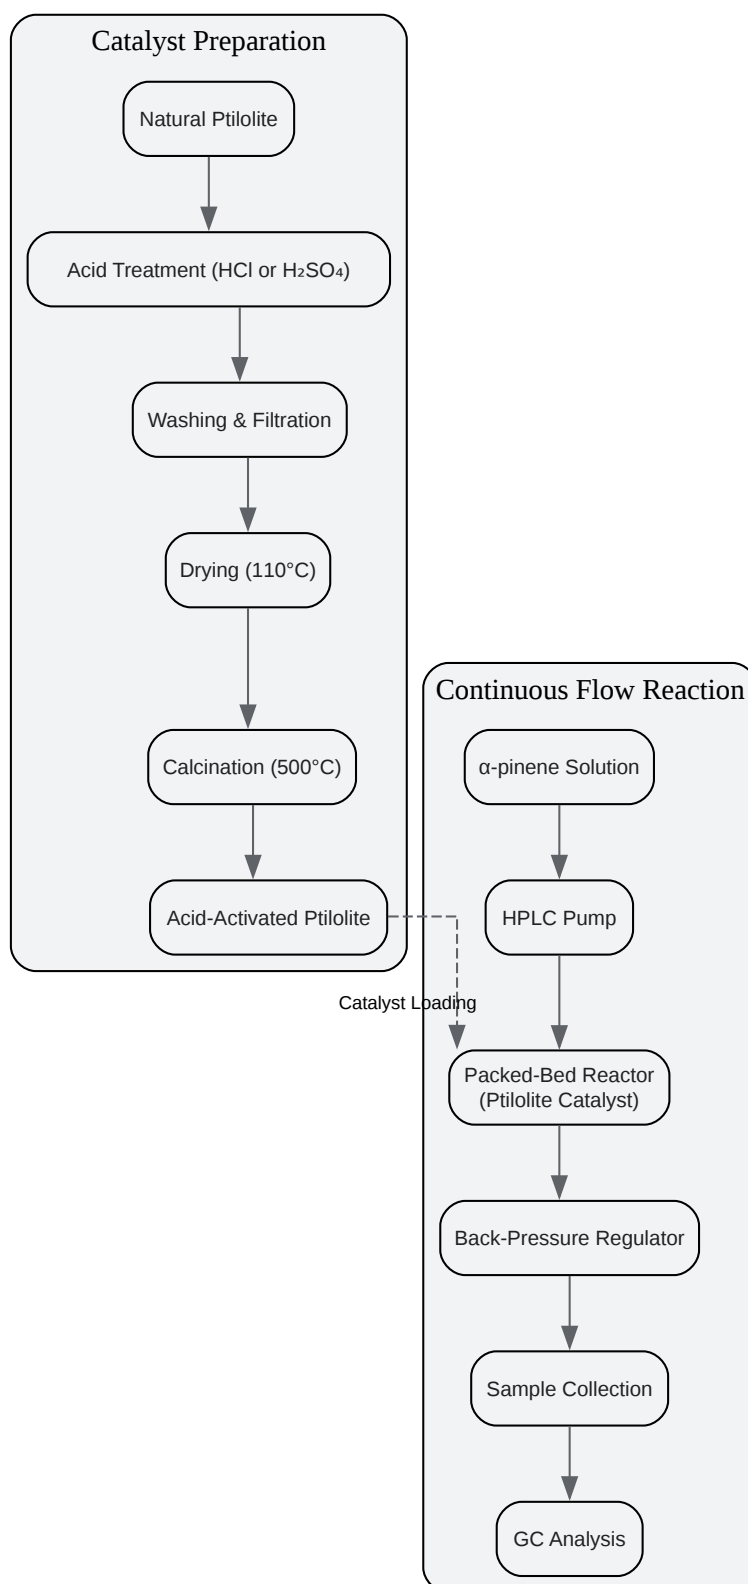 Catalyst Preparation
Natural Ptilolite
Acid Treatment (HCl or H₂SO₄)
Washing & Filtration
Drying (110°C)
Calcination (500°C)
Acid-Activated Ptilolite
Catalyst Loading
Continuous Flow Reaction
α-pinene Solution
HPLC Pump
Packed-Bed Reactor
(Ptilolite Catalyst)
Back-Pressure Regulator
Sample Collection
GC Analysis